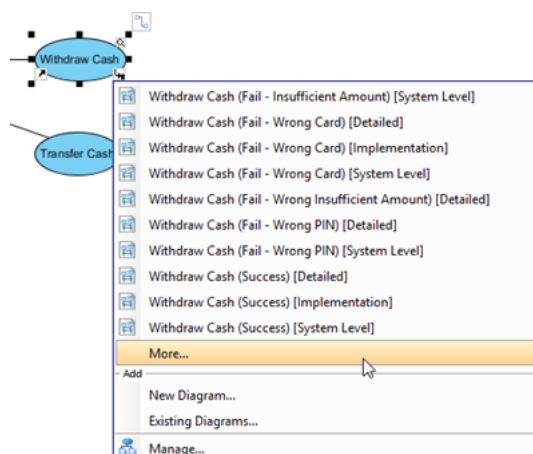 Withdraw Cash
Withdraw Cash (Fail - Insufficient Amount) [System Level]
Withdraw Cash (Fail - Wrong Card) [Detailed]
Withdraw Cash (Fail - Wrong Card) [Implementation]
Transfer Cash
Withdraw Cash (Fail - Wrong Card) [System Level]
Withdraw Cash (Fail - Wrong Insufficient Amount) [Detailed]
Withdraw Cash (Fail - Wrong PIN) [Detailed]
Withdraw Cash (Fail - Wrong PIN) [System Level]
Withdraw Cash (Success) [Detailed]
Withdraw Cash (Success) [Implementation]
Withdraw Cash (Success) [System Level]
More...
Add
New Diagram...
Existing Diagrams...
Manage...